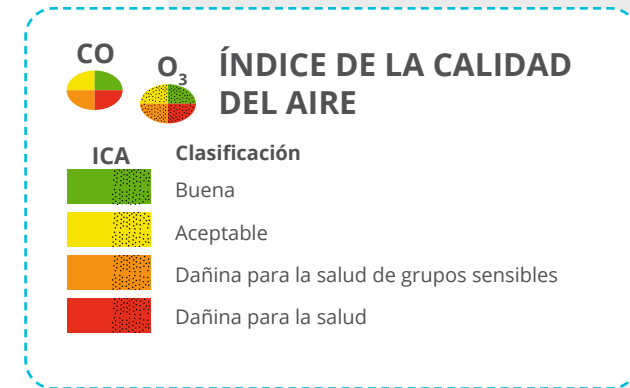 CO
O3
ÍNDICE DE LA CALIDAD
DEL AIRE
ICA
Clasificación
Buena
Aceptable
Dañina para la salud de grupos sensibles
Dañina para la salud